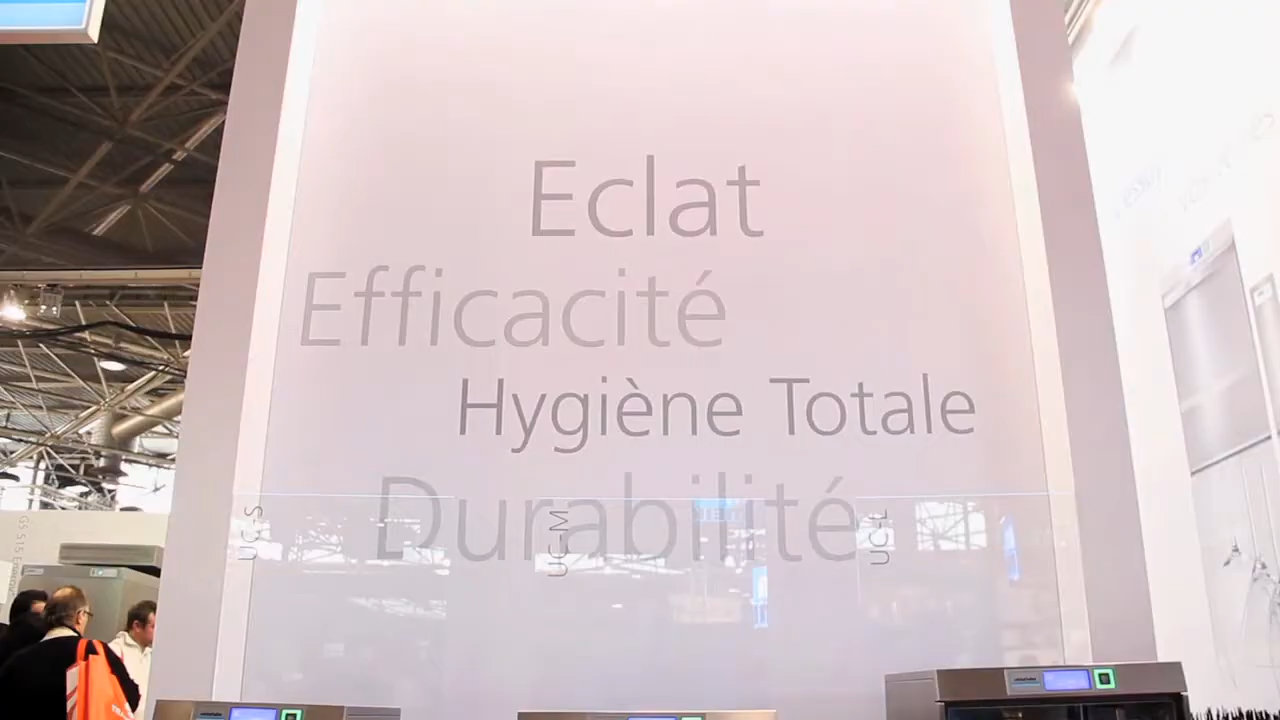 Eclat
Efficacité
Hygiène Totale
Durabilité
UC-S
UC-M
UC-L